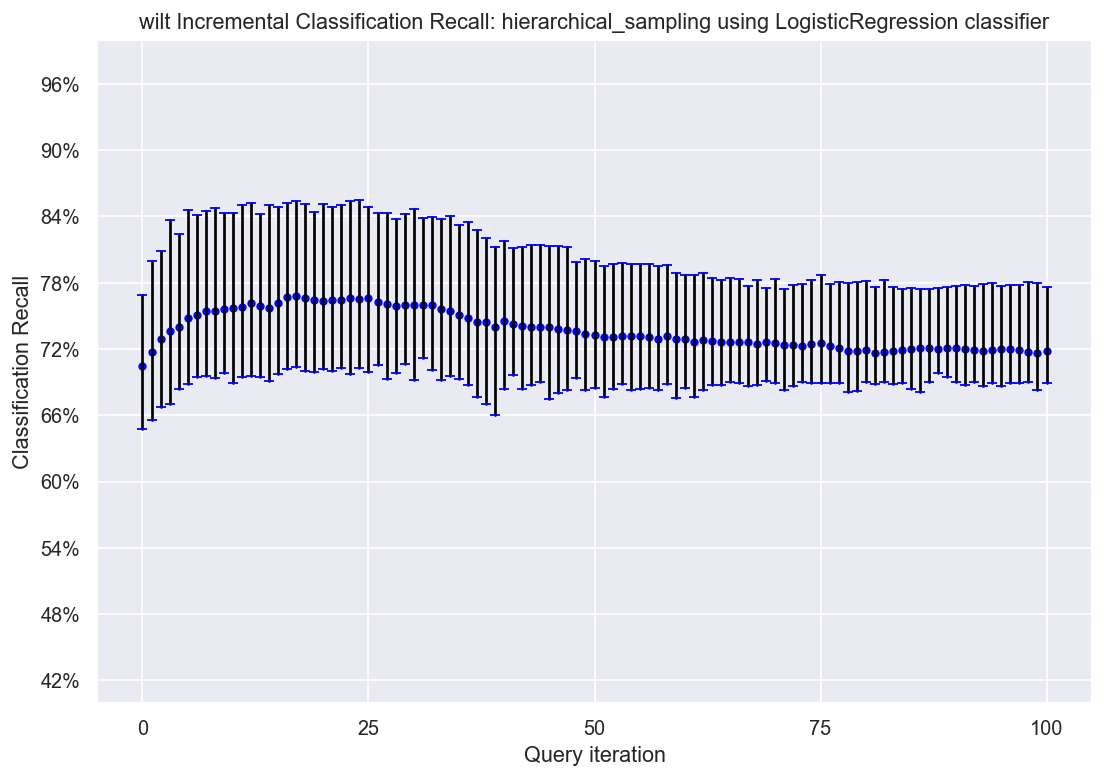 wilt Incremental Classification Recall: hierarchical_sampling using LogisticRegression classifier
96%
90%
84%
78%
72%
66%
60%
54%
48%
42%
Classification Recall
0 25 50 75 100
Query iteration